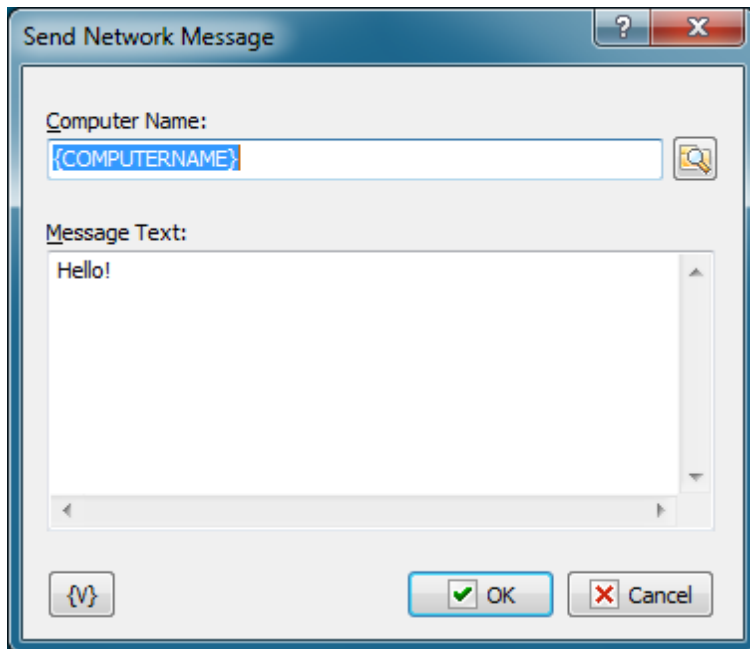 Send Network Message
?
Computer Name:
{COMPUTERNAME}
Message Text:
Hello!
{V}
OK
Cancel